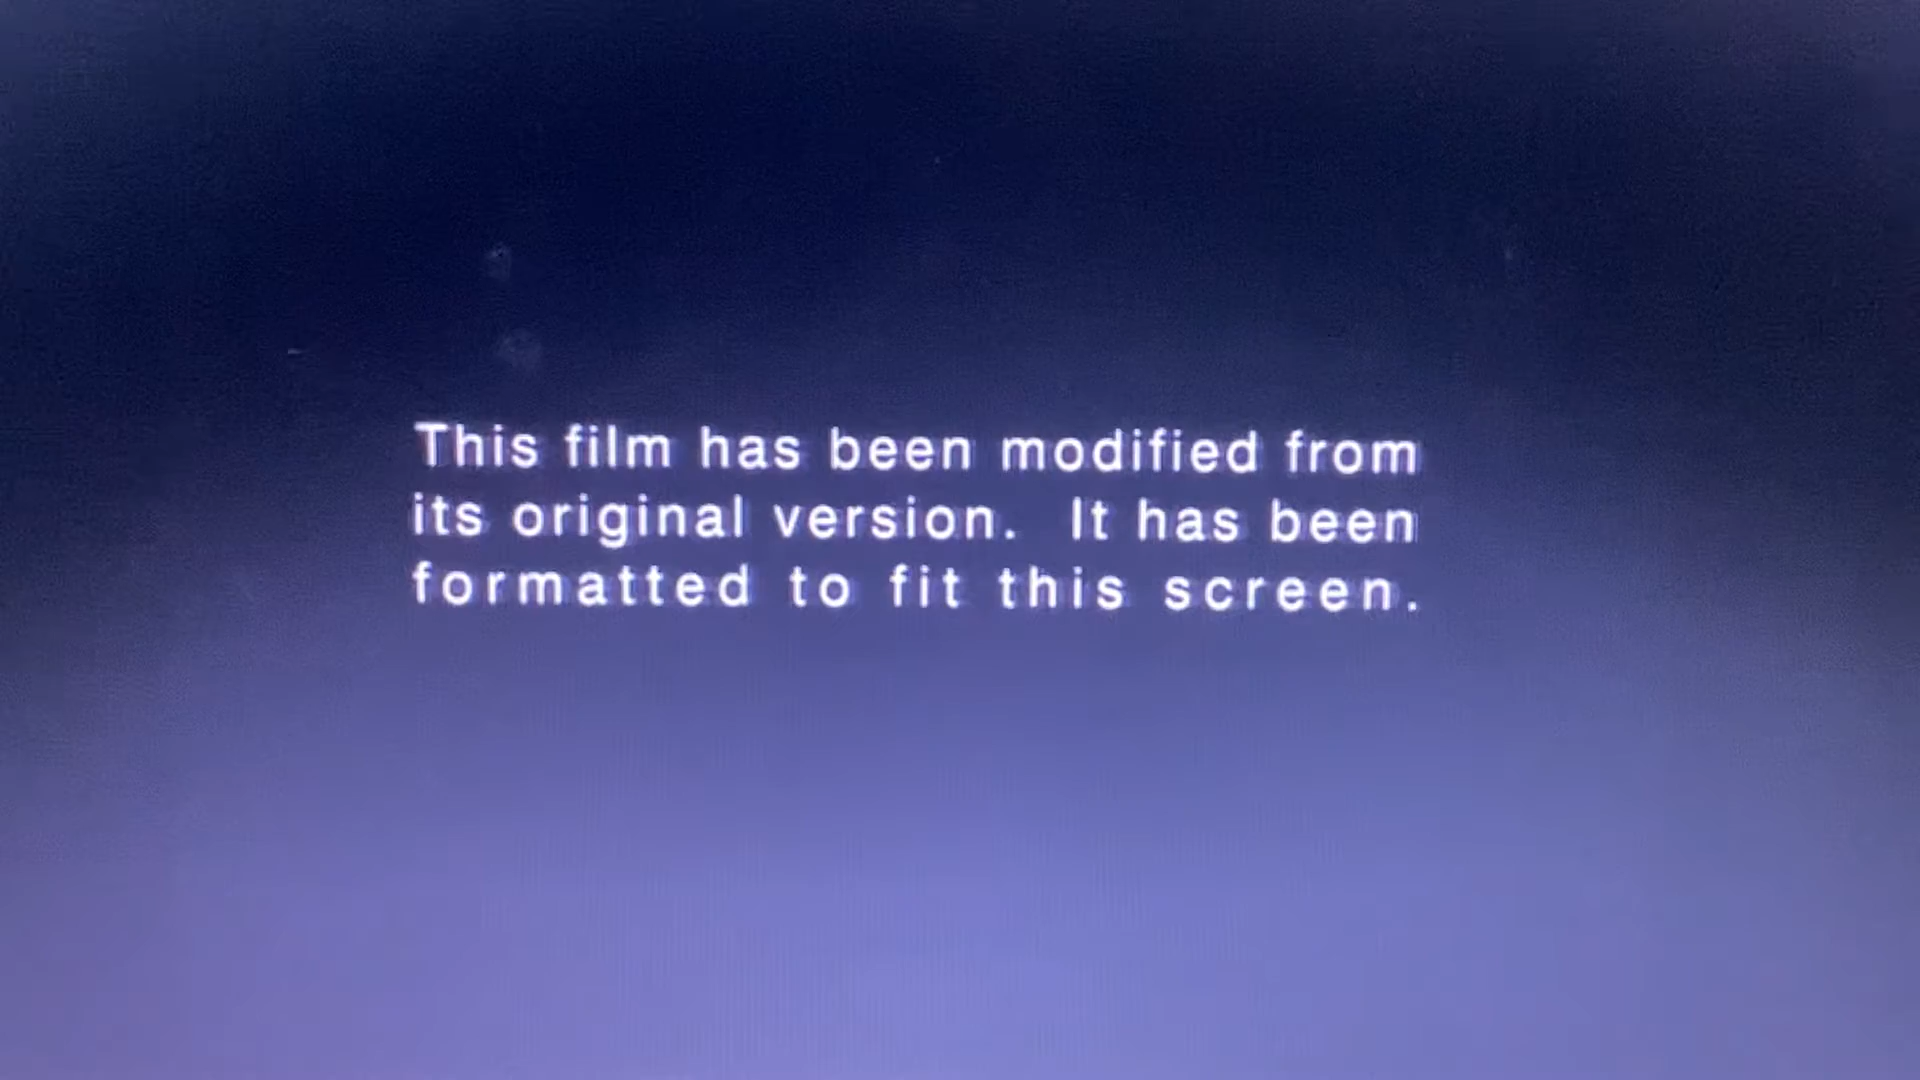 This film has been modified from
its original version.  It has been
formatted to fit this screen.